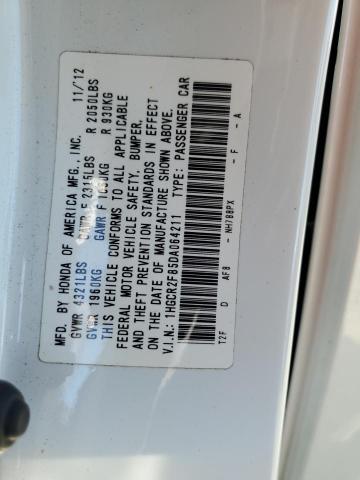 MFD. BY HONDA OF AMERICA MFG., INC. 11/12
GVWR 4321LBS GAWR F 2315LBS R 2050LBS
GVWR 1960KG GAWR F 1050KG R 930KG
THIS VEHICLE CONFORMS TO ALL APPLICABLE
FEDERAL MOTOR VEHICLE SAFETY, BUMPER,
AND THEFT PREVENTION STANDARDS IN EFFECT
ON THE DATE OF MANUFACTURE SHOWN ABOVE.
V.I.N.: 1HGCR2F85DA064211 TYPE: PASSENGER CAR
T2F D AF8 - NH788PX - F - A